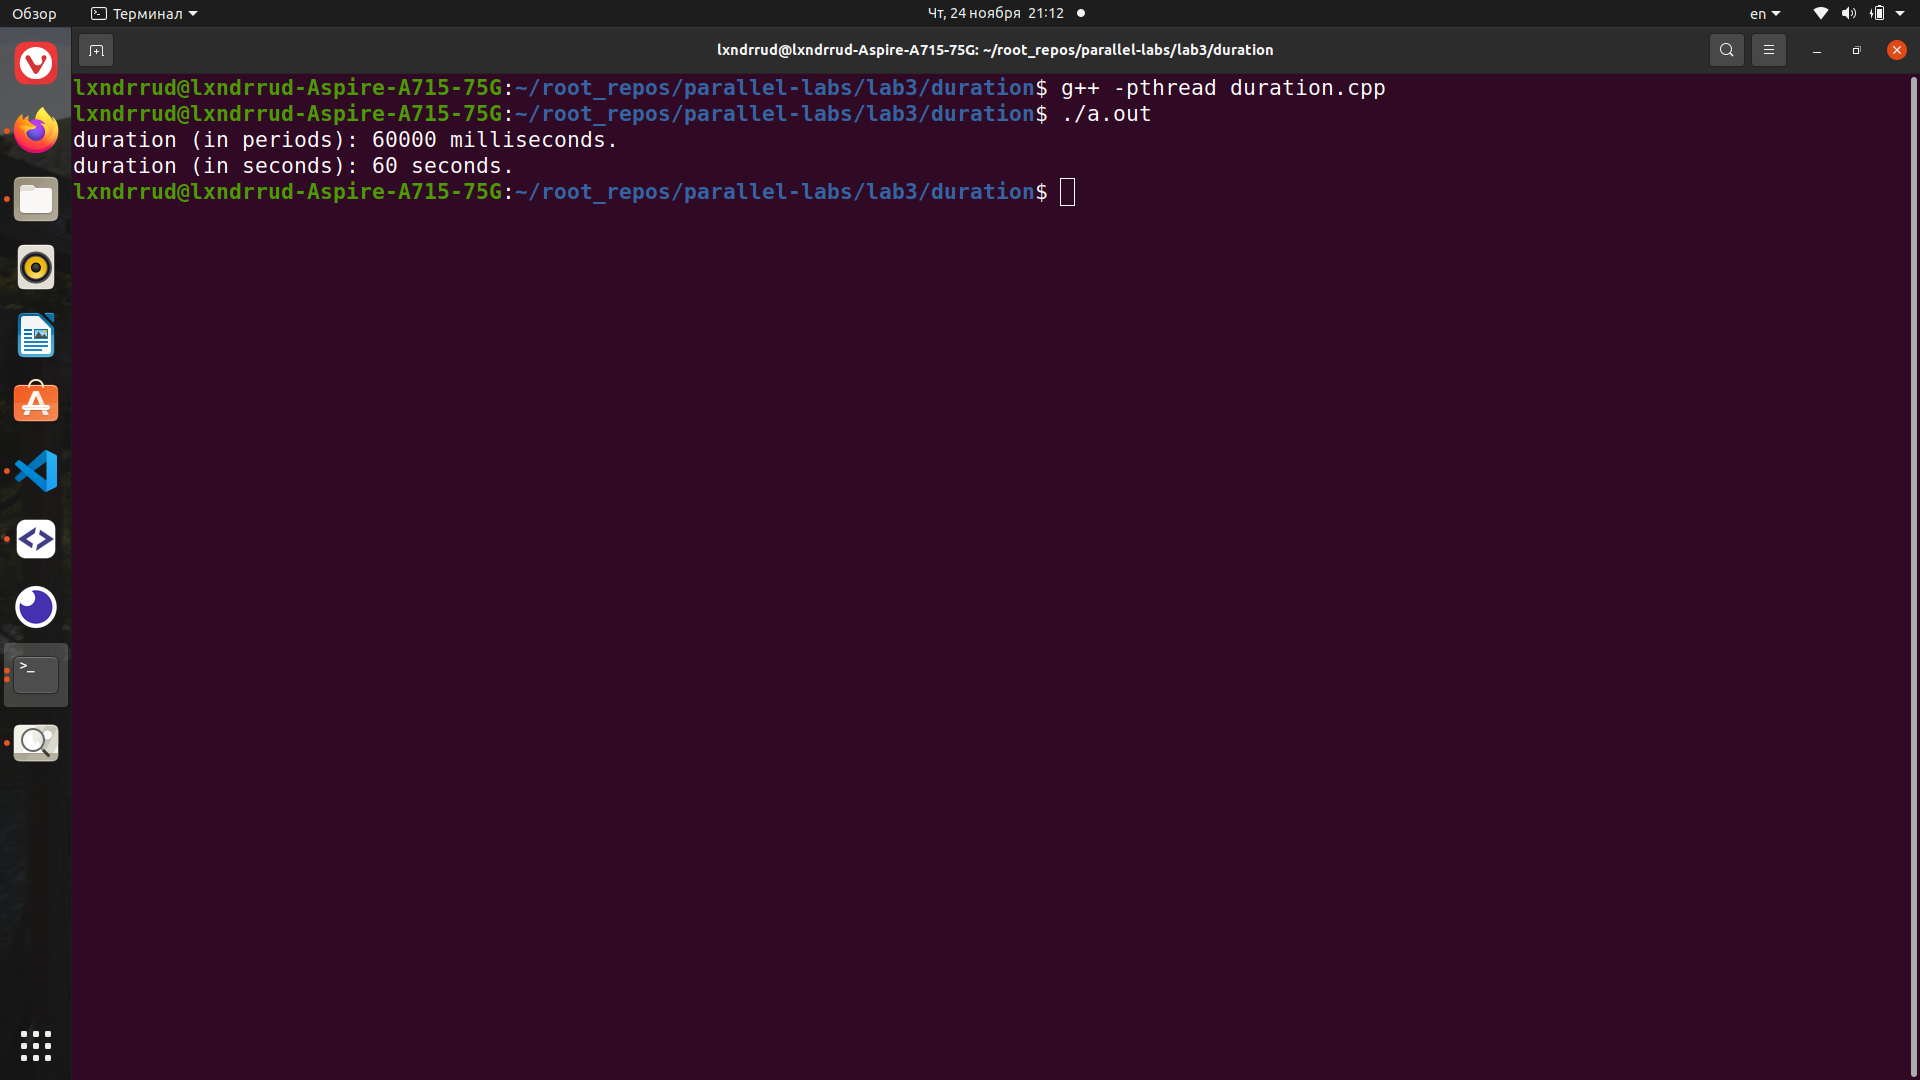 Обзор
Терминал
Чт, 24 ноября 21:12
en
lxndrrud@lxndrrud-Aspire-A715-75G: ~/root_repos/parallel-labs/lab3/duration
lxndrrud@lxndrrud-Aspire-A715-75G:~/root_repos/parallel-labs/lab3/duration$ g++ -pthread duration.cpp
lxndrrud@lxndrrud-Aspire-A715-75G:~/root_repos/parallel-labs/lab3/duration$ ./a.out
duration (in periods): 60000 milliseconds.
duration (in seconds): 60 seconds.
lxndrrud@lxndrrud-Aspire-A715-75G:~/root_repos/parallel-labs/lab3/duration$